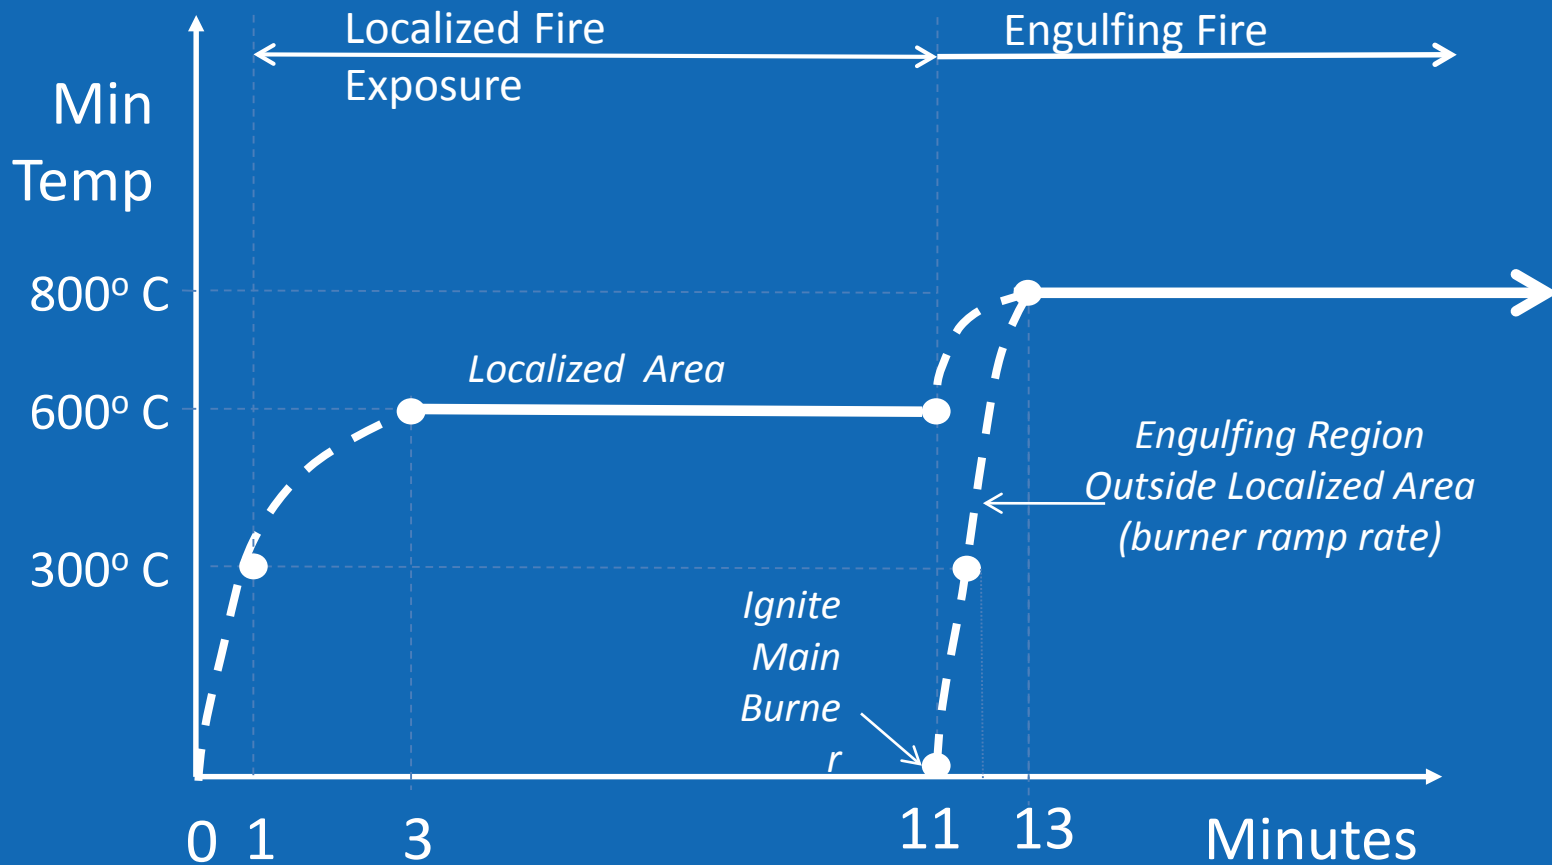 Localized Fire
Exposure
Engulfing Fire
Min
Temp
800º C
600º C
300º C
Localized Area
Engulfing Region
Outside Localized Area
(burner ramp rate)
Ignite
Main
Burne
r
0 1 3 11 13 Minutes